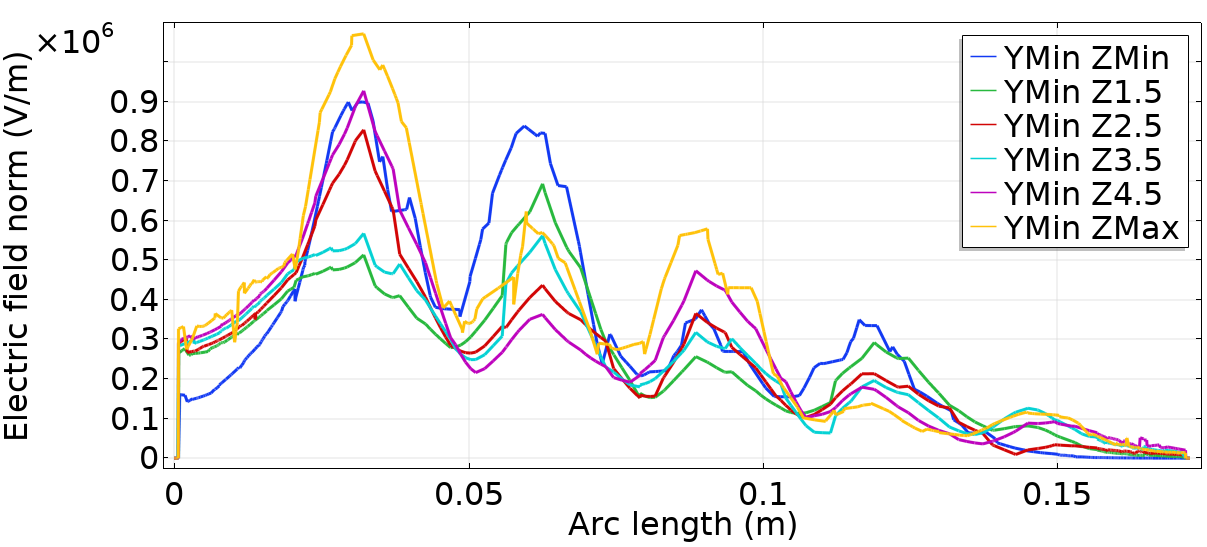 ×10⁶
Electric field norm (V/m)
0.9
0.8
0.7
0.6
0.5
0.4
0.3
0.2
0.1
0
0 0.05 0.1 0.15
Arc length (m)
YMin ZMin
YMin Z1.5
YMin Z2.5
YMin Z3.5
YMin Z4.5
YMin ZMax